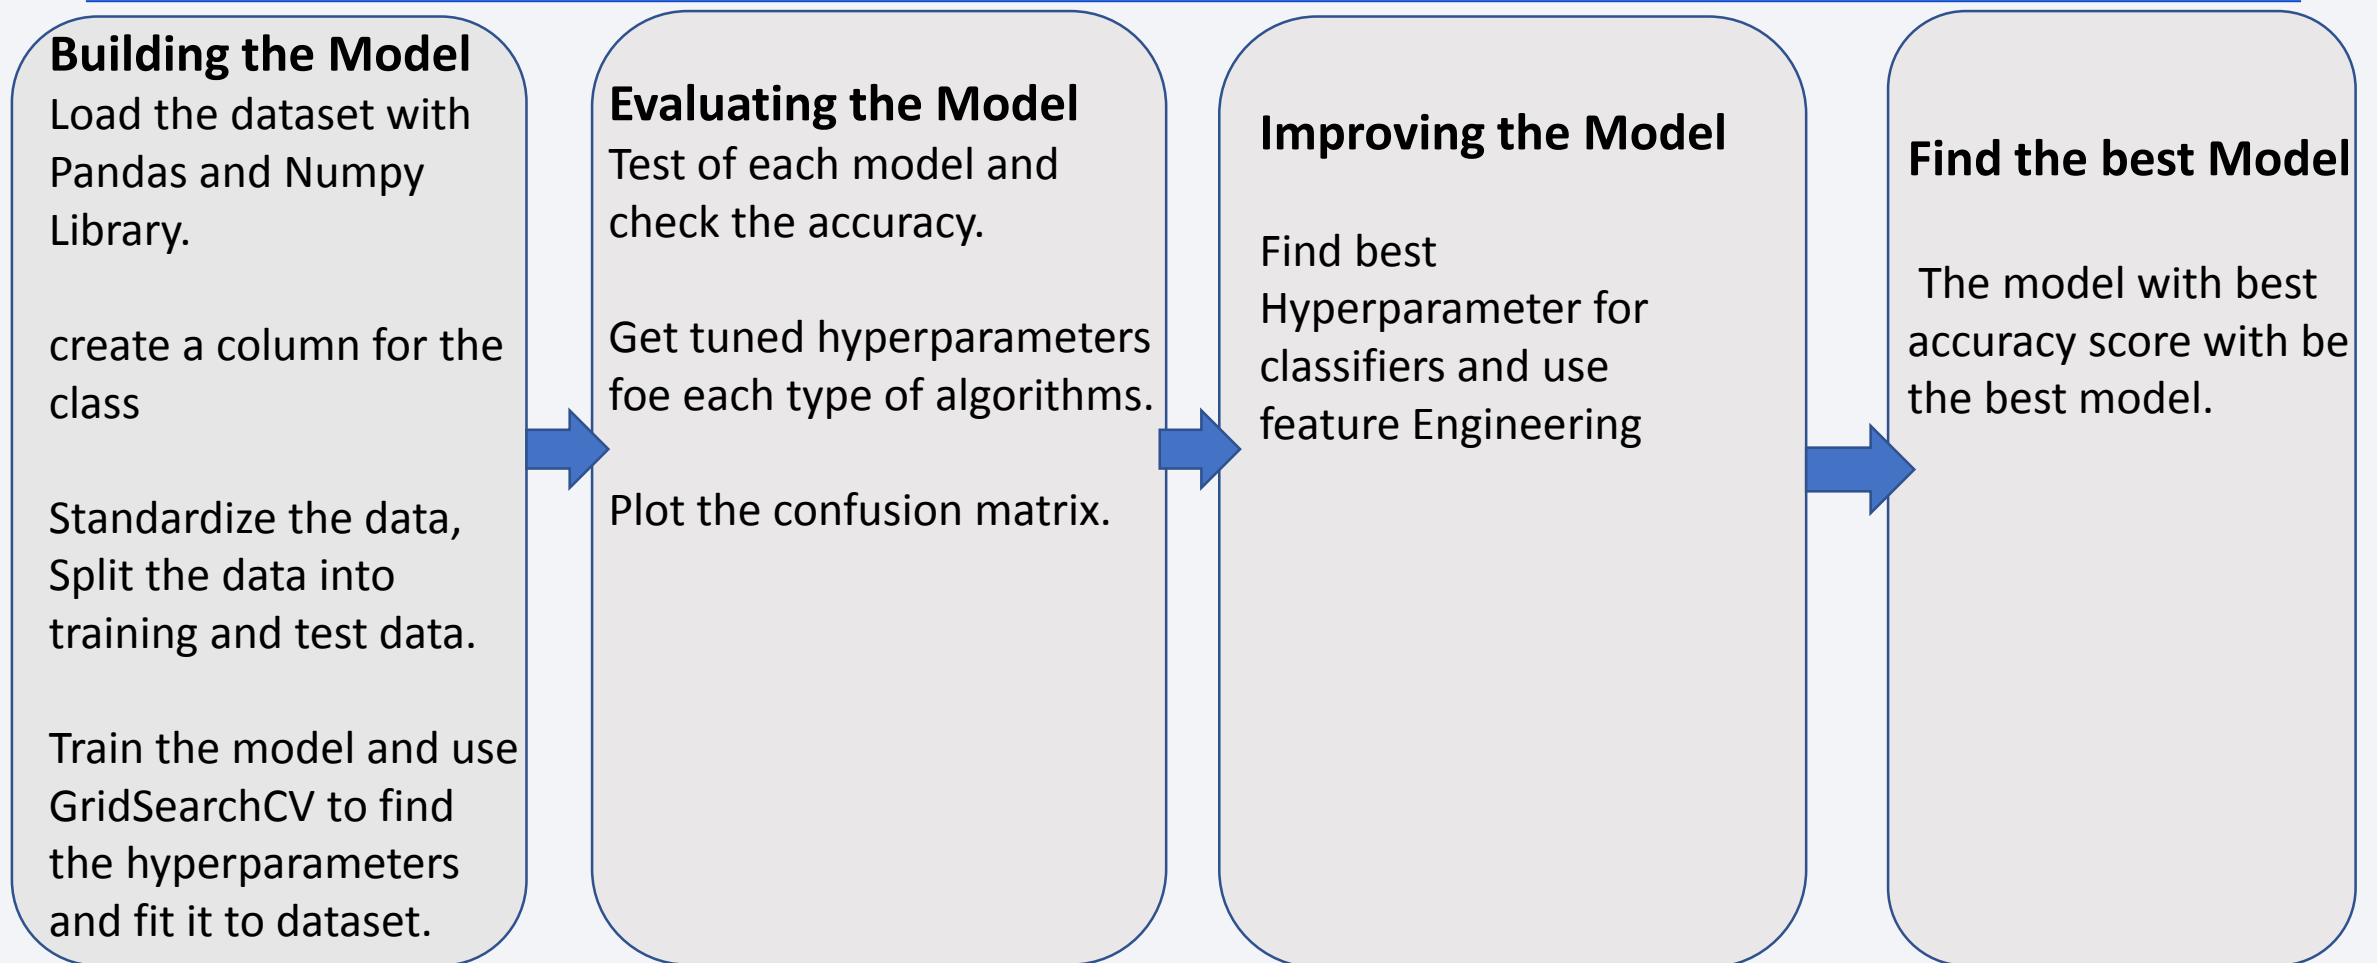 Building the Model
Load the dataset with
Pandas and Numpy
Library.
create a column for the
class
Standardize the data,
Split the data into
training and test data.
Train the model and use
GridSearchCV to find
the hyperparameters
and fit it to dataset.
Evaluating the Model
Test of each model and
check the accuracy.
Get tuned hyperparameters
foe each type of algorithms.
Plot the confusion matrix.
Improving the Model
Find best
Hyperparameter for
classifiers and use
feature Engineering
Find the best Model
The model with best
accuracy score with be
the best model.